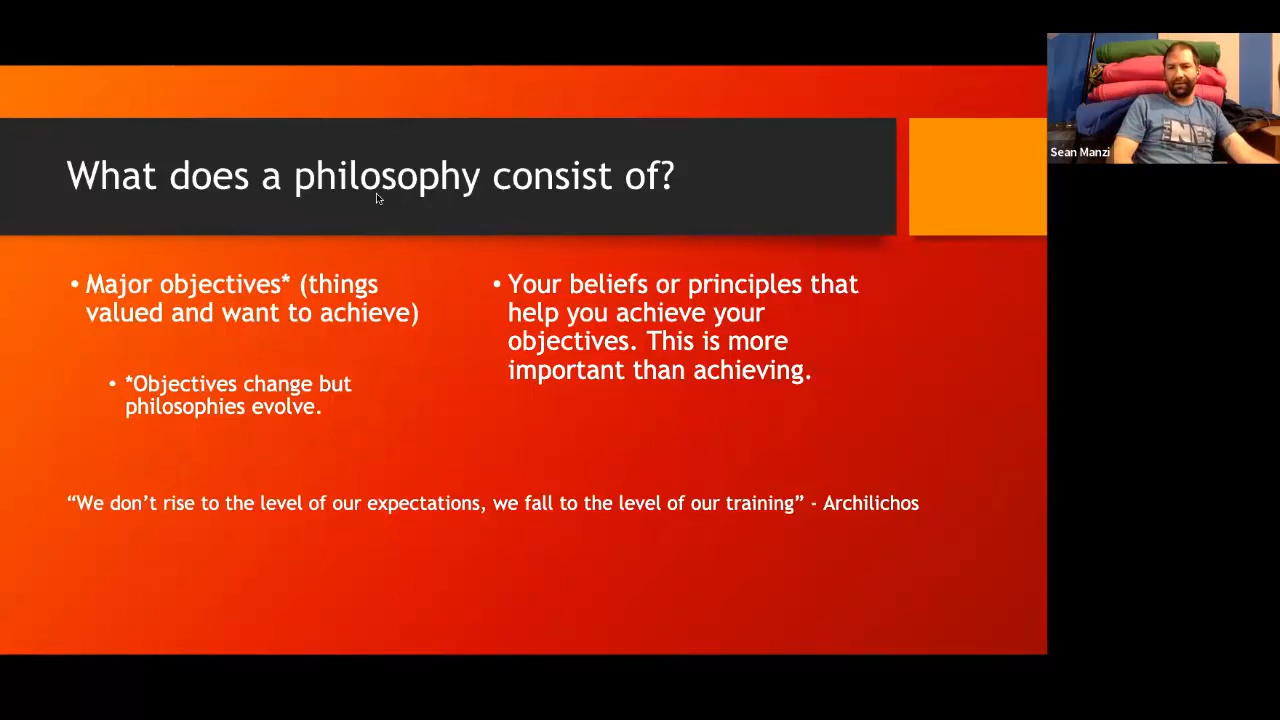 What does a philosophy consist of?
• Major objectives* (things
valued and want to achieve)
• *Objectives change but
philosophies evolve.
• Your beliefs or principles that
help you achieve your
objectives. This is more
important than achieving.
“We don’t rise to the level of our expectations, we fall to the level of our training” - Archilichos
Sean Manzi
THE